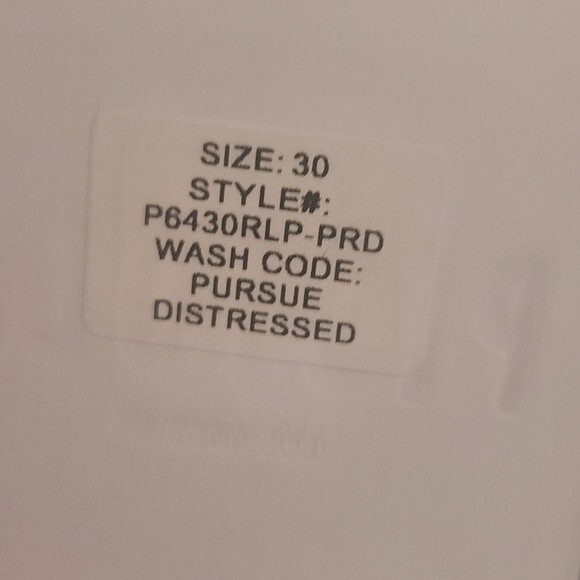 SIZE: 30
STYLE#:
P6430RLP-PRD
WASH CODE:
PURSUE
DISTRESSED